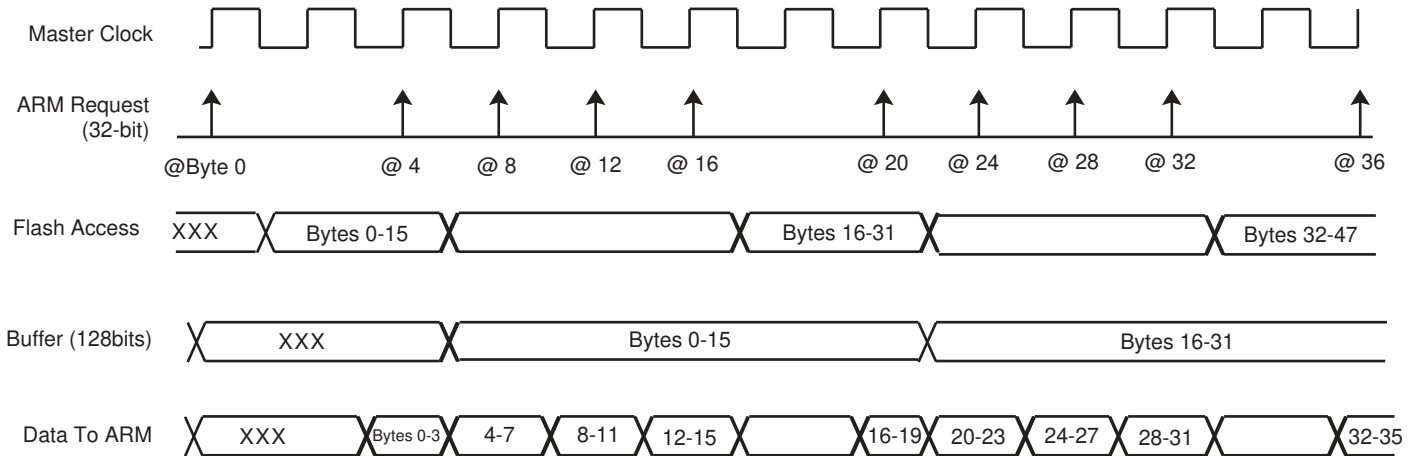 Master Clock
ARM Request
(32-bit)
@Byte 0 @ 4 @ 8 @ 12 @ 16 @ 20 @ 24 @ 28 @ 32 @ 36
Flash Access XXX Bytes 0-15 Bytes 16-31 Bytes 32-47
Buffer (128bits) XXX Bytes 0-15 Bytes 16-31
Data To ARM XXX Bytes 0-3 4-7 8-11 12-15 16-19 20-23 24-27 28-31 32-35